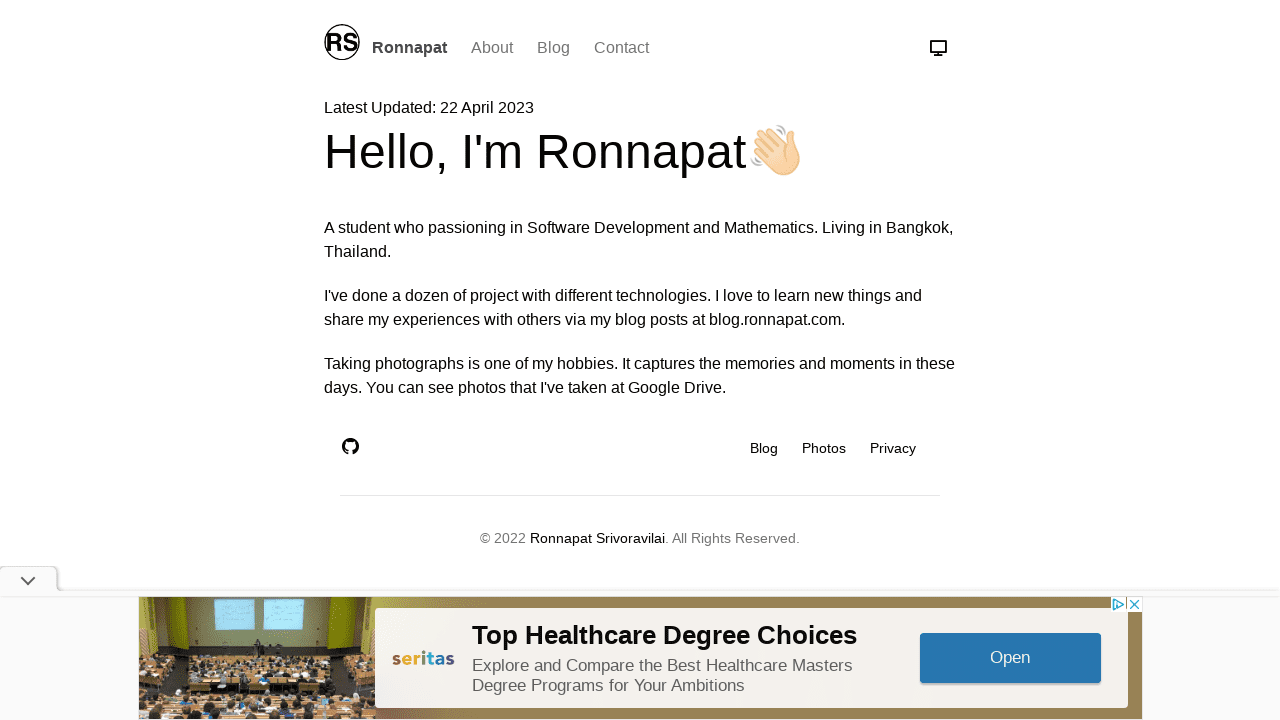 RS Ronnapat About Blog Contact
Latest Updated: 22 April 2023
Hello, I'm Ronnapat👋🏻
A student who passioning in Software Development and Mathematics. Living in Bangkok,
Thailand.
I've done a dozen of project with different technologies. I love to learn new things and
share my experiences with others via my blog posts at blog.ronnapat.com.
Taking photographs is one of my hobbies. It captures the memories and moments in these
days. You can see photos that I've taken at Google Drive.
Blog Photos Privacy
© 2022 Ronnapat Srivoravilai. All Rights Reserved.
seritas
Top Healthcare Degree Choices
Explore and Compare the Best Healthcare Masters
Degree Programs for Your Ambitions
Open